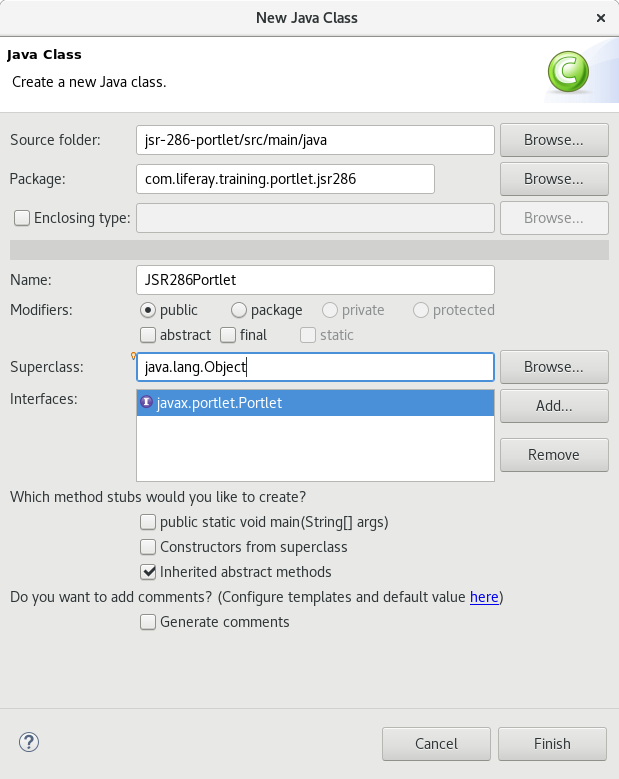 New Java Class
Java Class
Create a new Java class.
Source folder: jsr-286-portlet/src/main/java Browse...
Package: com.liferay.training.portlet.jsr286 Browse...
Enclosing type: Browse...
Name: JSR286Portlet
Modifiers: public package private protected
abstract final static
Superclass: java.lang.Object Browse...
Interfaces: javax.portlet.Portlet Add...
Remove
Which method stubs would you like to create?
public static void main(String[] args)
Constructors from superclass
Inherited abstract methods
Do you want to add comments? (Configure templates and default value here)
Generate comments
Cancel Finish